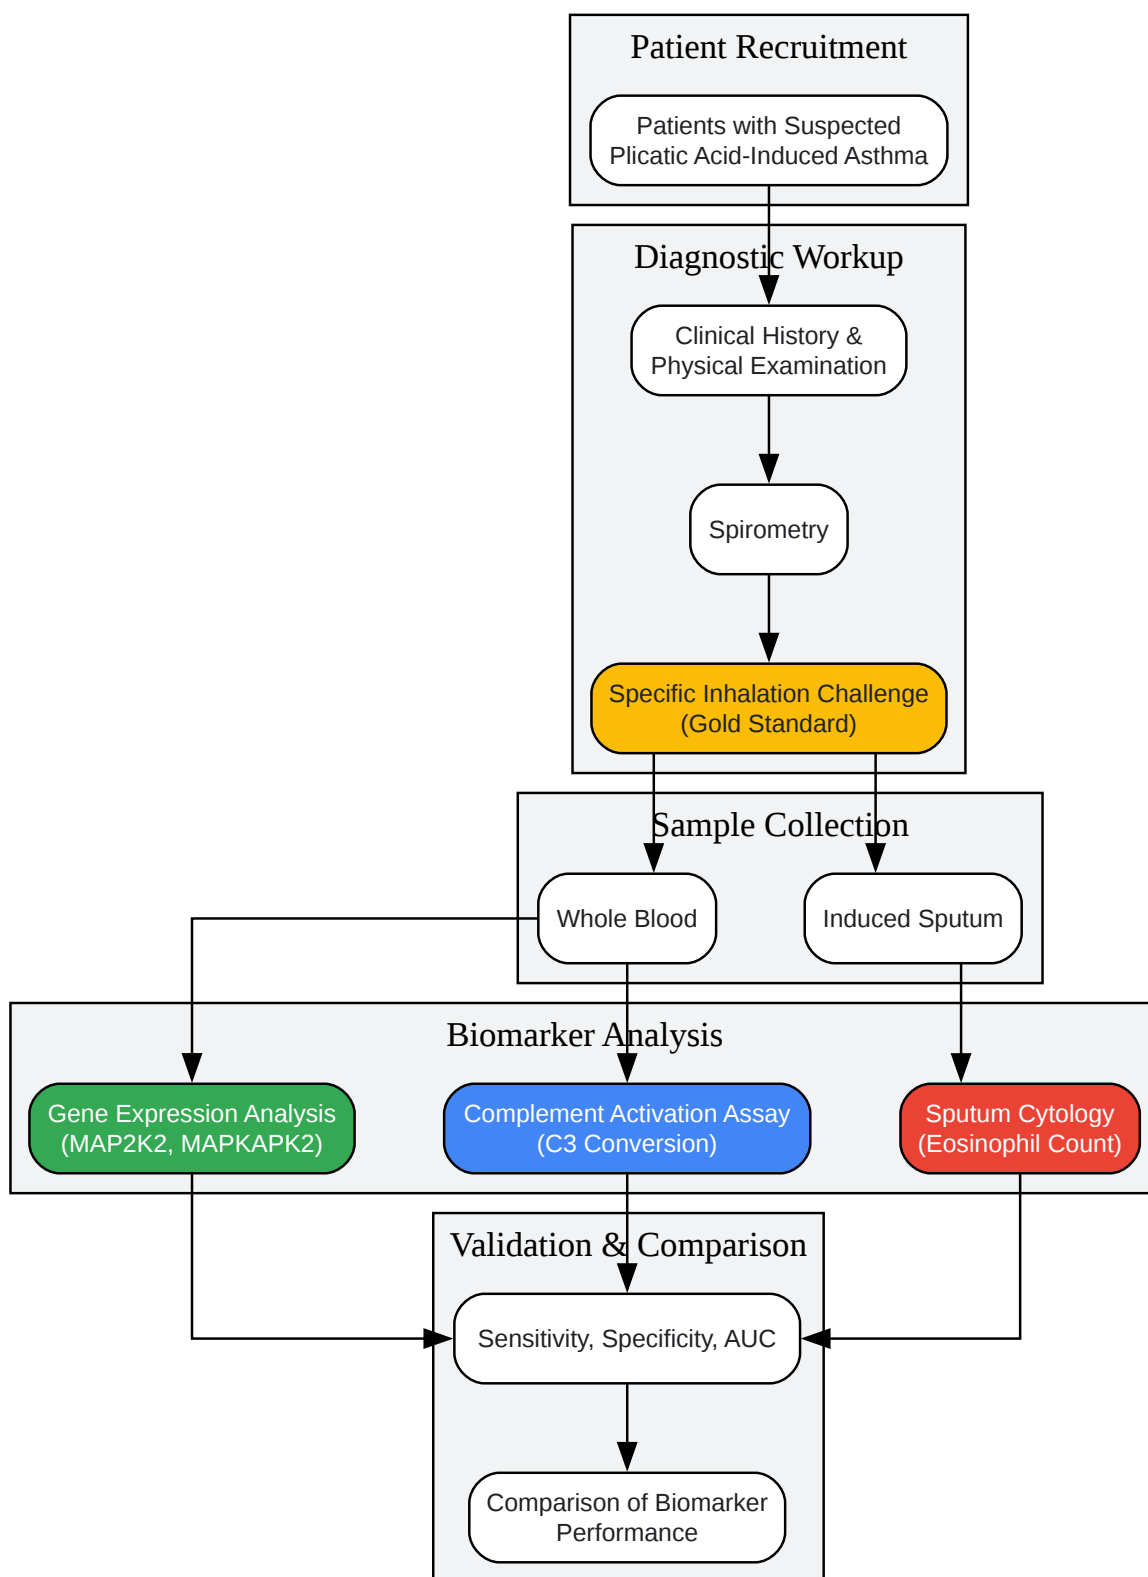 Patient Recruitment
Patients with Suspected
Plicatic Acid-Induced Asthma
Diagnostic Workup
Clinical History &
Physical Examination
Spirometry
Specific Inhalation Challenge
(Gold Standard)
Sample Collection
Whole Blood
Induced Sputum
Biomarker Analysis
Gene Expression Analysis
(MAP2K2, MAPKAPK2)
Complement Activation Assay
(C3 Conversion)
Sputum Cytology
(Eosinophil Count)
Validation & Comparison
Sensitivity, Specificity, AUC
Comparison of Biomarker
Performance